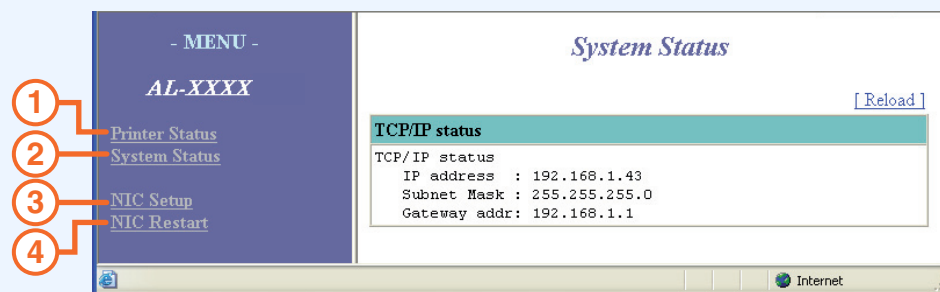 - MENU -
AL-XXXX
1
Printer Status
2
System Status
3
NIC Setup
4
NIC Restart
System Status
[ Reload ]
TCP/IP status
TCP/IP status
IP address : 192.168.1.43
Subnet Mask : 255.255.255.0
Gateway addr: 192.168.1.1
Internet